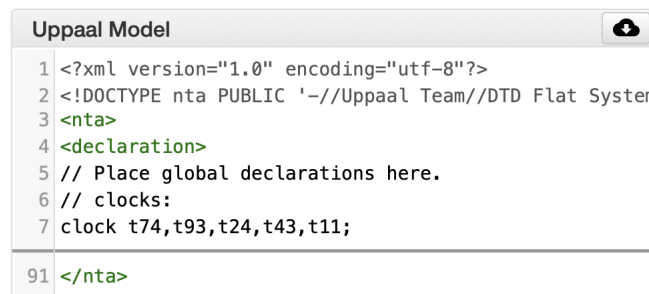 Uppaal Model
1 <?xml version="1.0" encoding="utf-8"?>
2 <!DOCTYPE nta PUBLIC '-//Uppaal Team//DTD Flat System
3 <nta>
4 <declaration>
5 // Place global declarations here.
6 // clocks:
7 clock t74,t93,t24,t43,t11;
91 </nta>